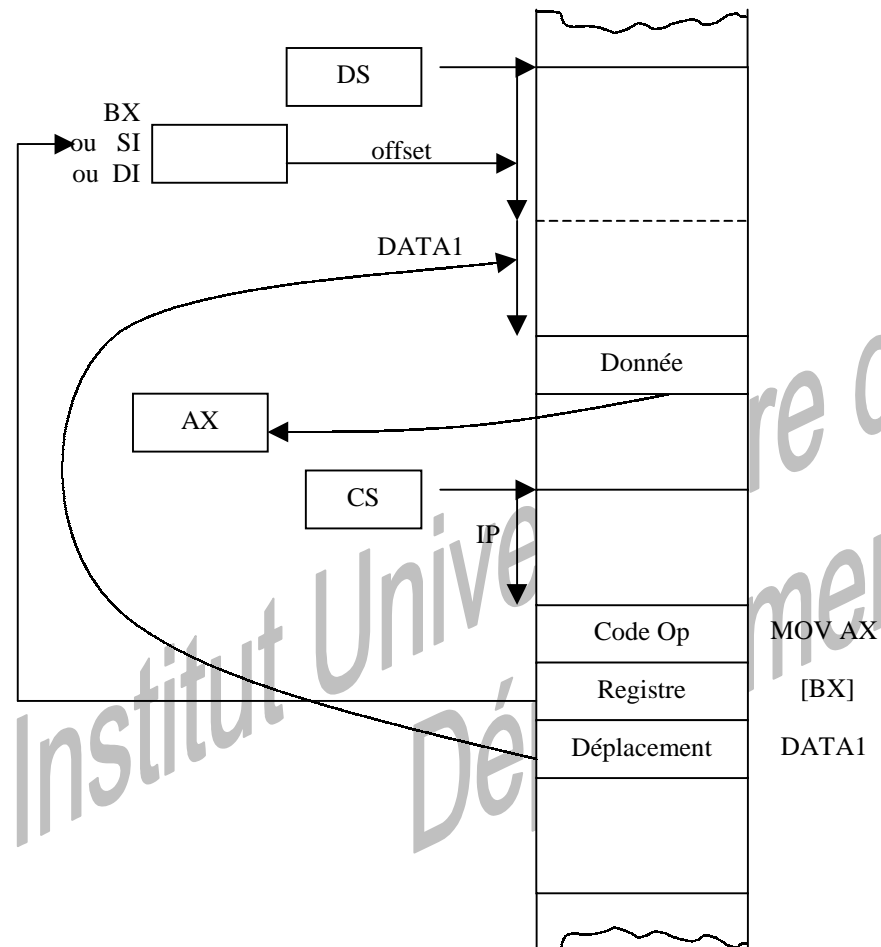 DS
BX
ou SI
ou DI
offset
DATA1
Donnée
AX
CS
IP
Code Op MOV AX
Registre [BX]
Déplacement DATA1
Institut Unive re d
Dé men